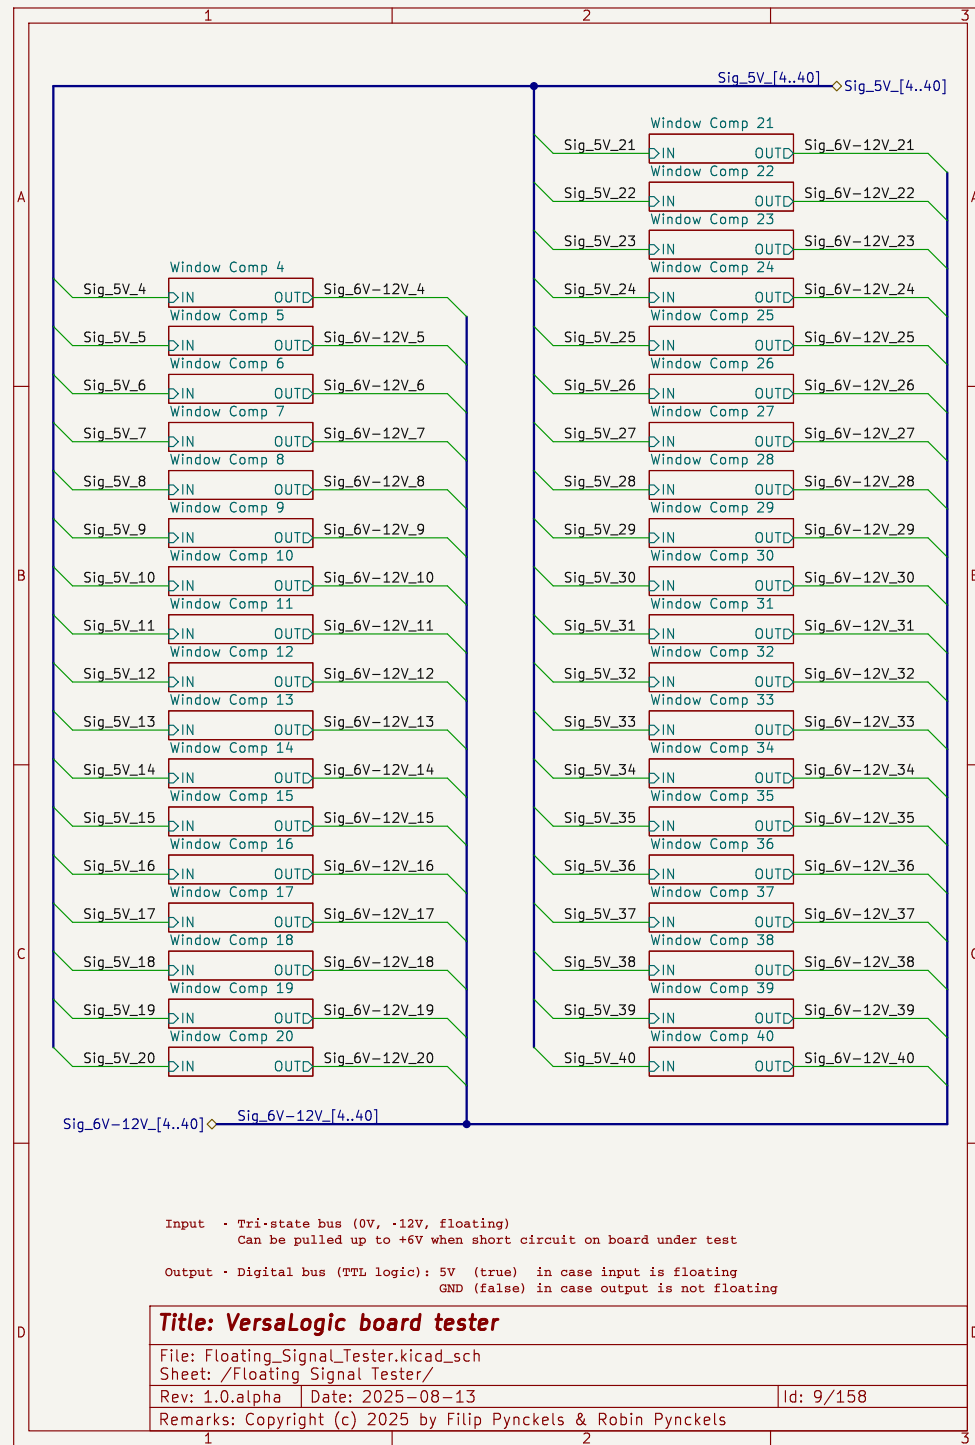 1 2 3
Sig_5V_[4..40] Sig_5V_[4..40]
Window Comp 21
Sig_5V_21 IN OUT Sig_6V-12V_21
Window Comp 22
A
Sig_5V_22 IN OUT Sig_6V-12V_22
Window Comp 23
Sig_5V_23 IN OUT Sig_6V-12V_23
Window Comp 4 Window Comp 24
Sig_5V_4 IN OUT Sig_6V-12V_4 Sig_5V_24 IN OUT Sig_6V-12V_24
Window Comp 5 Window Comp 25
Sig_5V_5 IN OUT Sig_6V-12V_5 Sig_5V_25 IN OUT Sig_6V-12V_25
Window Comp 6 Window Comp 26
Sig_5V_6 IN OUT Sig_6V-12V_6 Sig_5V_26 IN OUT Sig_6V-12V_26
Window Comp 7 Window Comp 27
Sig_5V_7 IN OUT Sig_6V-12V_7 Sig_5V_27 IN OUT Sig_6V-12V_27
Window Comp 8 Window Comp 28
Sig_5V_8 IN OUT Sig_6V-12V_8 Sig_5V_28 IN OUT Sig_6V-12V_28
Window Comp 9 Window Comp 29
Sig_5V_9 IN OUT Sig_6V-12V_9 Sig_5V_29 IN OUT Sig_6V-12V_29
Window Comp 10 Window Comp 30
B
Sig_5V_10 IN OUT Sig_6V-12V_10 Sig_5V_30 IN OUT Sig_6V-12V_30
Window Comp 11 Window Comp 31
Sig_5V_11 IN OUT Sig_6V-12V_11 Sig_5V_31 IN OUT Sig_6V-12V_31
Window Comp 12 Window Comp 32
Sig_5V_12 IN OUT Sig_6V-12V_12 Sig_5V_32 IN OUT Sig_6V-12V_32
Window Comp 13 Window Comp 33
Sig_5V_13 IN OUT Sig_6V-12V_13 Sig_5V_33 IN OUT Sig_6V-12V_33
Window Comp 14 Window Comp 34
Sig_5V_14 IN OUT Sig_6V-12V_14 Sig_5V_34 IN OUT Sig_6V-12V_34
Window Comp 15 Window Comp 35
Sig_5V_15 IN OUT Sig_6V-12V_15 Sig_5V_35 IN OUT Sig_6V-12V_35
Window Comp 16 Window Comp 36
Sig_5V_16 IN OUT Sig_6V-12V_16 Sig_5V_36 IN OUT Sig_6V-12V_36
Window Comp 17 Window Comp 37
Sig_5V_17 IN OUT Sig_6V-12V_17 Sig_5V_37 IN OUT Sig_6V-12V_37
Window Comp 18 Window Comp 38
C
Sig_5V_18 IN OUT Sig_6V-12V_18 Sig_5V_38 IN OUT Sig_6V-12V_38
Window Comp 19 Window Comp 39
Sig_5V_19 IN OUT Sig_6V-12V_19 Sig_5V_39 IN OUT Sig_6V-12V_39
Window Comp 20 Window Comp 40
Sig_5V_20 IN OUT Sig_6V-12V_20 Sig_5V_40 IN OUT Sig_6V-12V_40
Sig_6V-12V_[4..40] Sig_6V-12V_[4..40]
Input - Tri-state bus (0V, -12V, floating)
Can be pulled up to +6V when short circuit on board under test
Output - Digital bus (TTL logic): 5V (true) in case input is floating
GND (false) in case output is not floating
Title: VersaLogic board tester
D
File: Floating_Signal_Tester.kicad_sch
Sheet: /Floating Signal Tester/
Rev: 1.0.alpha Date: 2025-08-13 Id: 9/158
Remarks: Copyright (c) 2025 by Filip Pynckels & Robin Pynckels
1 2 3